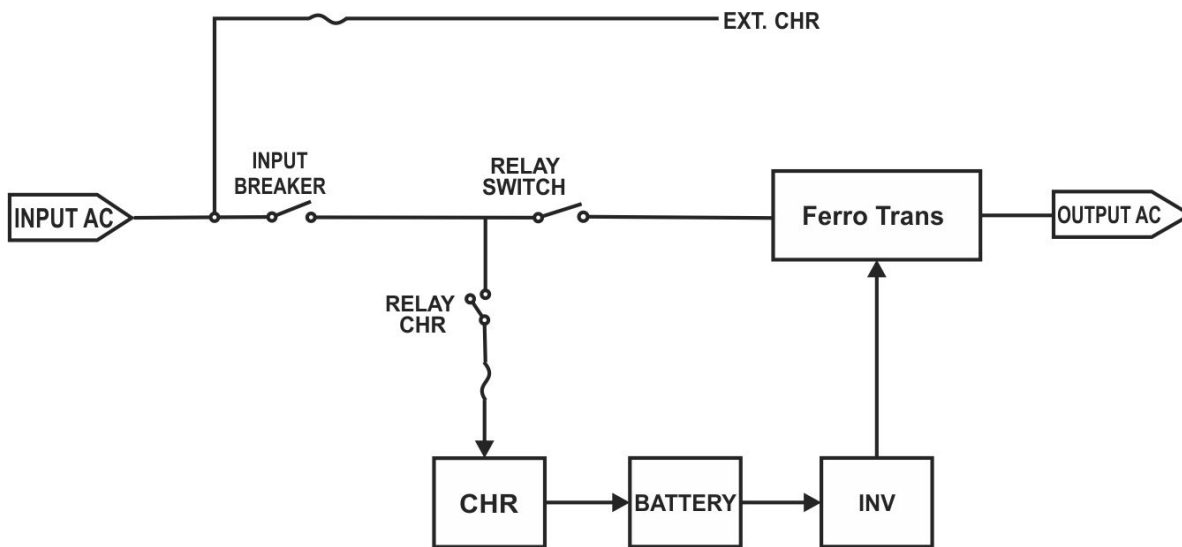 EXT. CHR
INPUT
BREAKER
RELAY
SWITCH
INPUT AC
Ferro Trans
OUTPUT AC
RELAY
CHR
CHR
BATTERY
INV